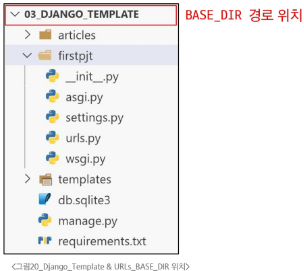 03_DJANGO_TEMPLATE BASE_DIR 경로 위치
articles
firstpjt
__init__.py
asgi.py
settings.py
urls.py
wsgi.py
templates
db.sqlite3
manage.py
requirements.txt
<그림20_Django_Template & URLs_BASE_DIR 위치>